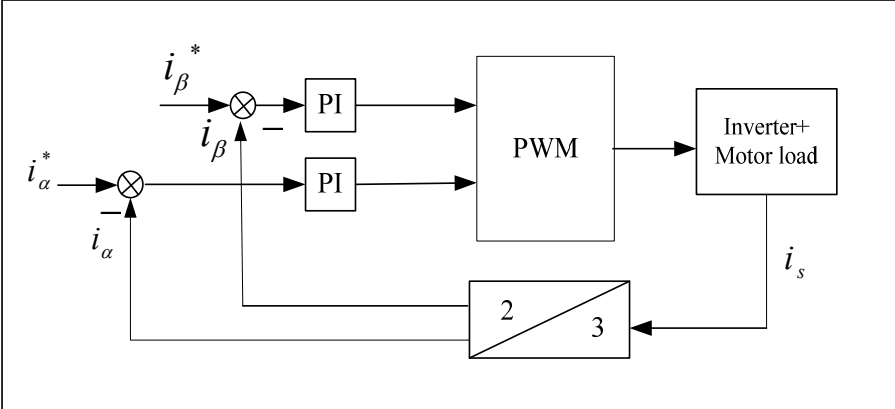 i_β^*
PI
i_β −
PWM
Inverter+
Motor load
i_α^*
PI
−
i_α
i_s
2
3